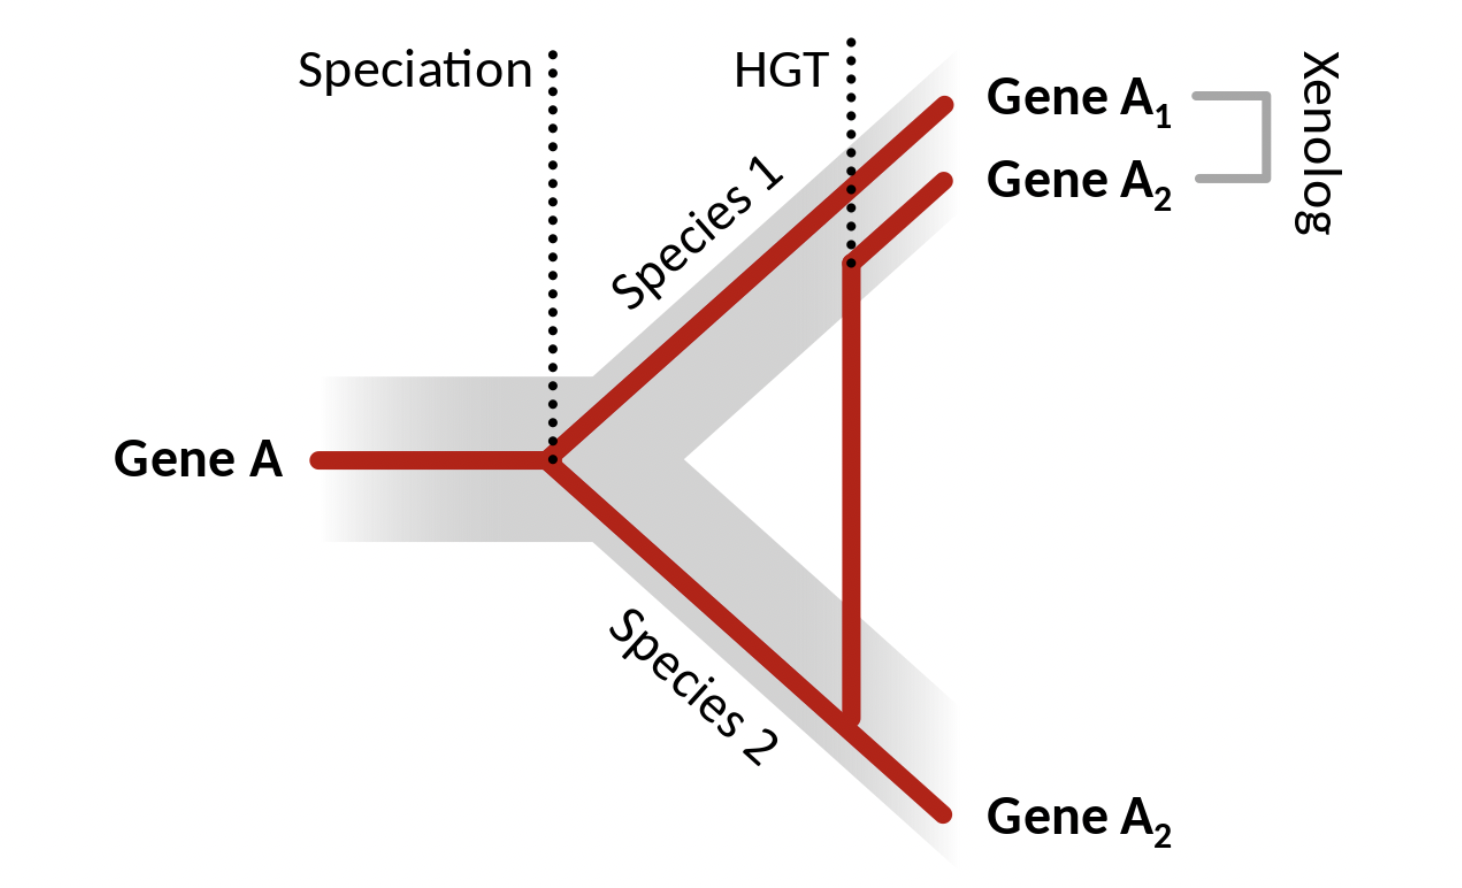 Speciation
HGT
Gene A₁
Gene A₂
Xenolog
Species 1
Gene A
Species 2
Gene A₂